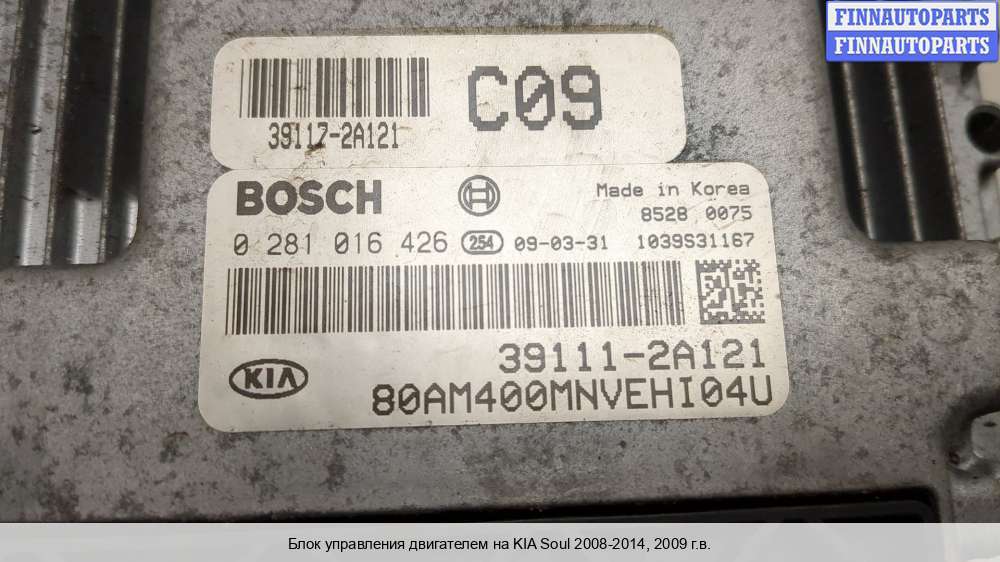 FINNAUTOPARTS
FINNAUTOPARTS
39117-2A121
C09
BOSCH
Made in Korea
8528 0075
0 281 016 426 254 09-03-31 1039S31167
39111-2A121
KIA
80AM400MNVEHI04U
Блок управления двигателем на KIA Soul 2008-2014, 2009 г.в.